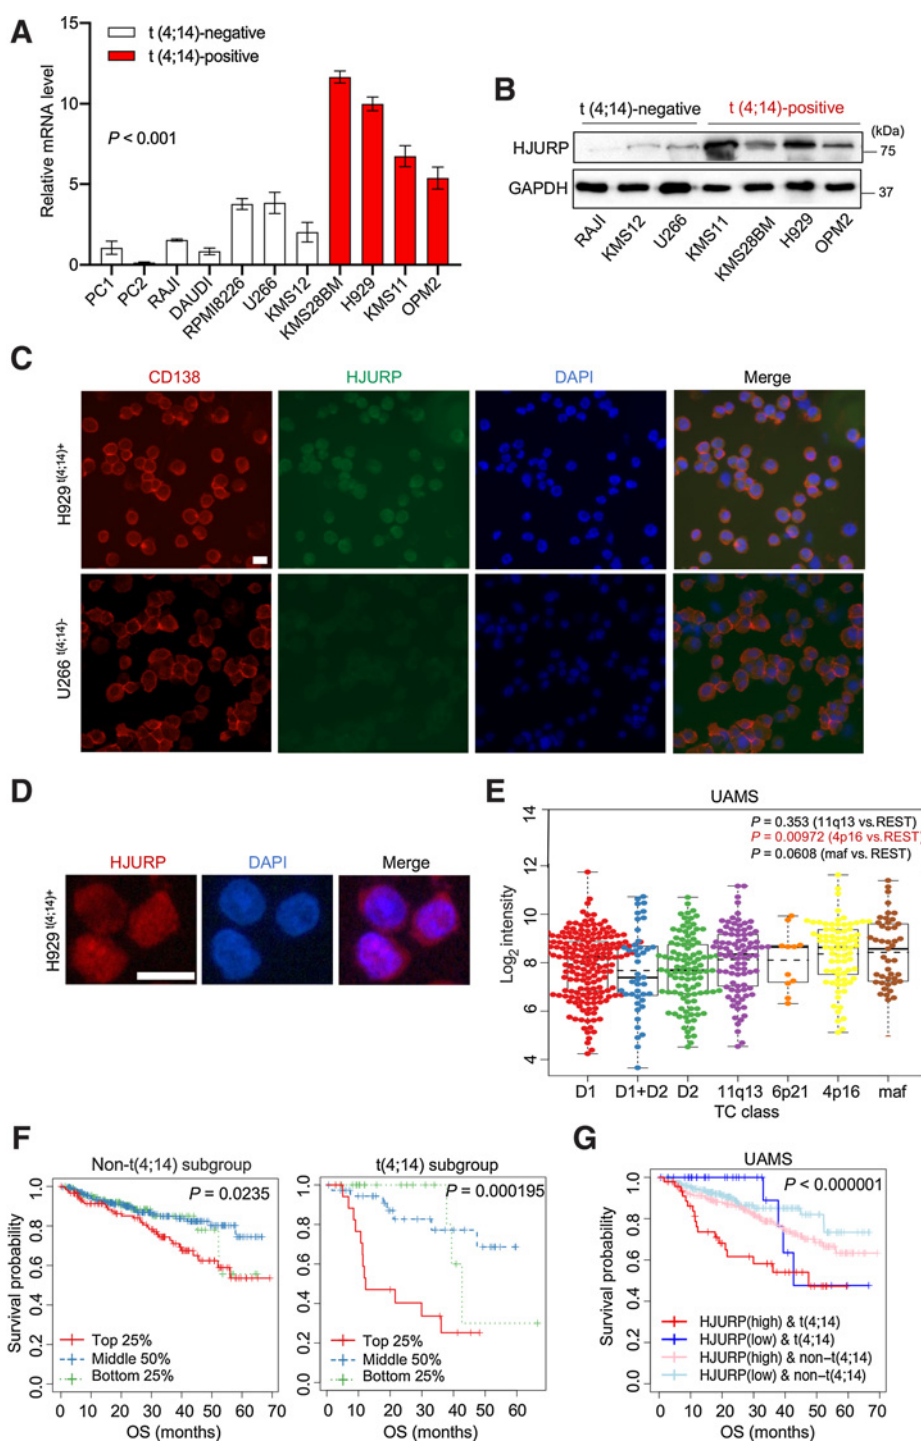 A
15
10
5
0
Relative mRNA level
t (4;14)-negative
t (4;14)-positive
P < 0.001
PC1
PC2
RAJI
DAUDI
RPMI8226
U266
KMS12
KMS28BM
H929
KMS11
OPM2
B
t (4;14)-negative t (4;14)-positive
(kDa)
HJURP
75
GAPDH
37
RAJI
KMS12
U266
KMS11
KMS28BM
H929
OPM2
C
CD138 HJURP DAPI Merge
H929 t(4;14)+
U266 t(4;14)-
D
HJURP DAPI Merge
H929 t(4;14)+
E
UAMS
P = 0.353 (11q13 vs.REST)
P = 0.00972 (4p16 vs.REST)
P = 0.0608 (maf vs. REST)
Log2 intensity
14
12
10
8
6
4
D1 D1+D2 D2 11q13 6p21 4p16 maf
TC class
F
Non-t(4;14) subgroup
P = 0.0235
Survival probability
1.0
0.8
0.6
0.4
0.2
0.0
Top 25%
Middle 50%
Bottom 25%
0 10 20 30 40 50 60 70
OS (months)
t(4;14) subgroup
P = 0.000195
1.0
0.8
0.6
0.4
0.2
0.0
Top 25%
Middle 50%
Bottom 25%
0 10 20 30 40 50 60
OS (months)
G
UAMS
P < 0.000001
Survival probability
1.0
0.8
0.6
0.4
0.2
0.0
HJURP(high) & t(4;14)
HJURP(low) & t(4;14)
HJURP(high) & non-t(4;14)
HJURP(low) & non-t(4;14)
0 10 20 30 40 50 60 70
OS (months)